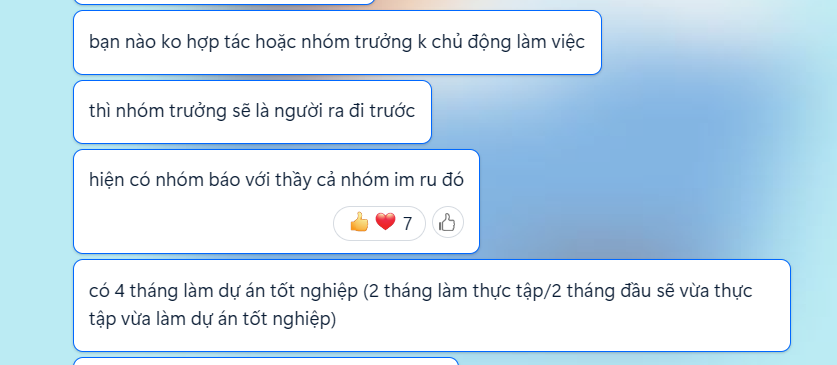 bạn nào ko hợp tác hoặc nhóm trưởng k chủ động làm việc
thì nhóm trưởng sẽ là người ra đi trước
hiện có nhóm báo với thầy cả nhóm im ru đó
7
có 4 tháng làm dự án tốt nghiệp (2 tháng làm thực tập/2 tháng đầu sẽ vừa thực
tập vừa làm dự án tốt nghiệp)